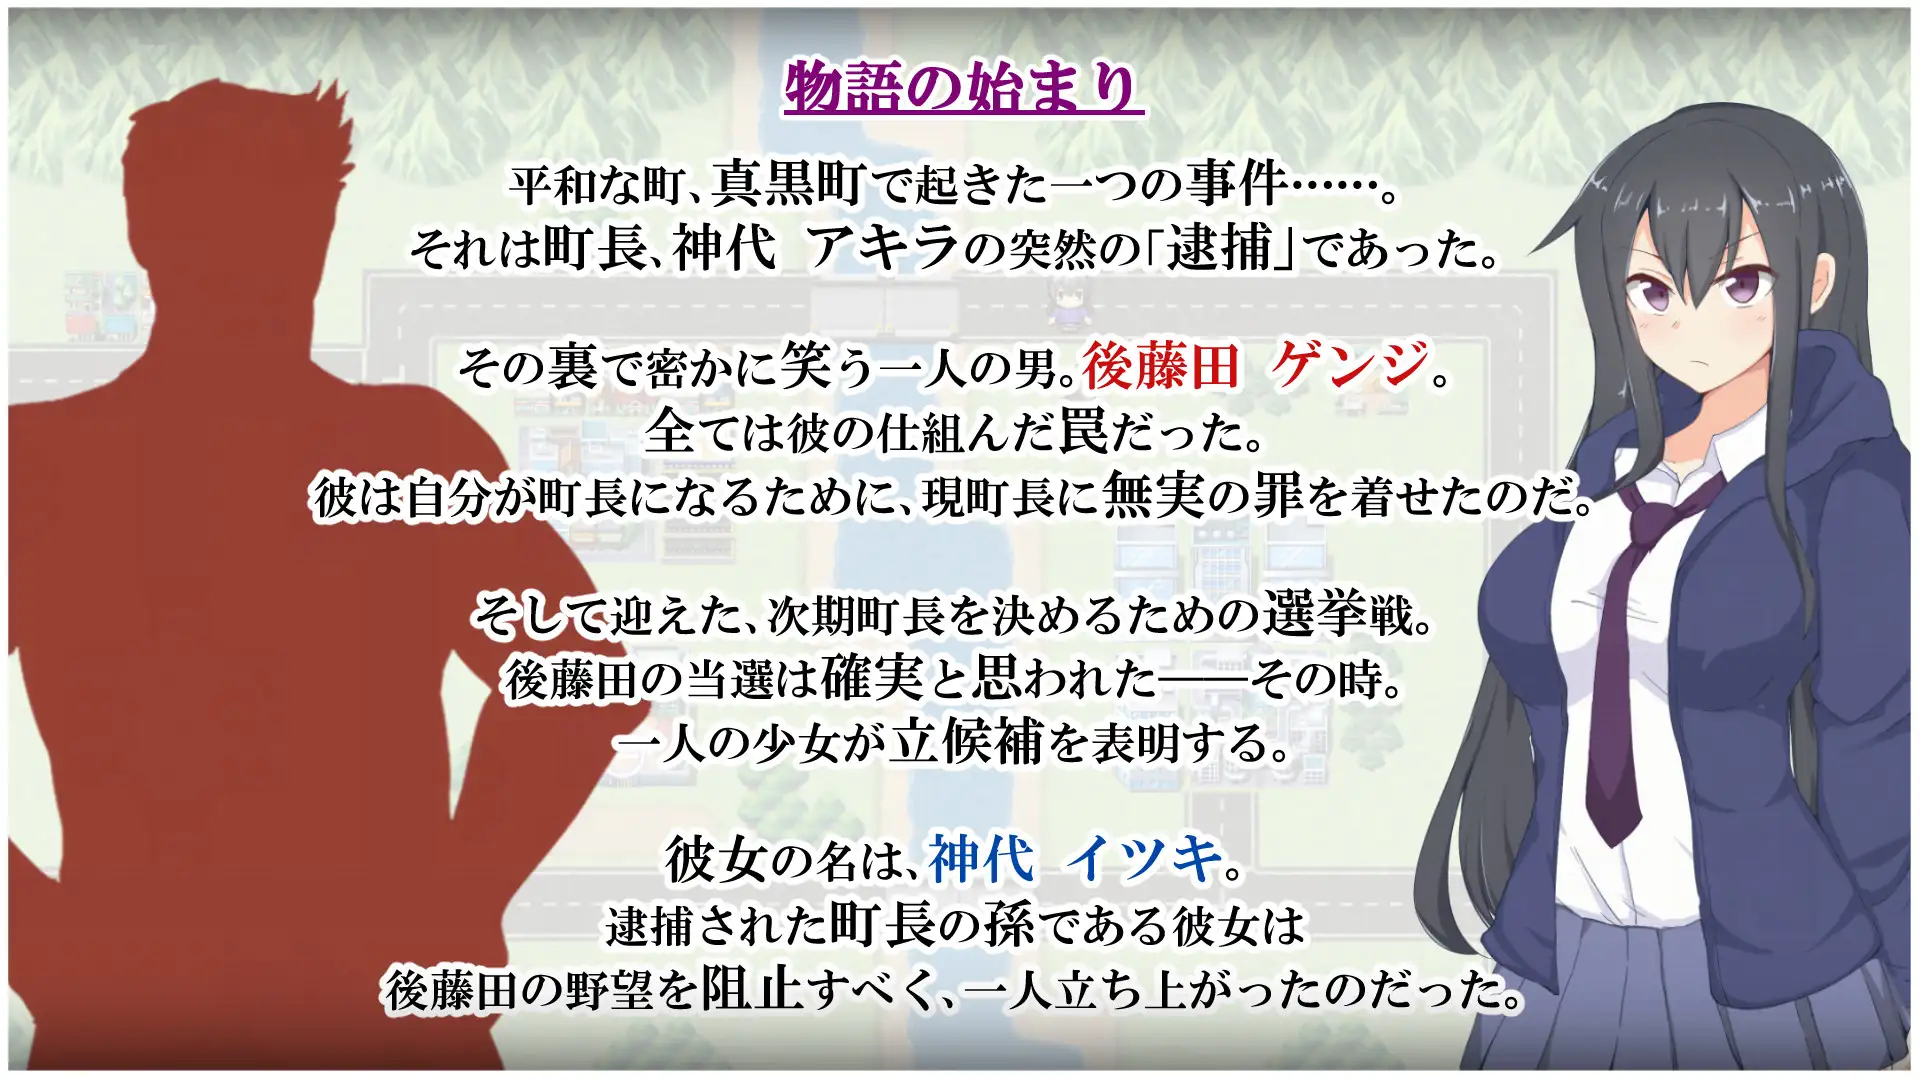 物語の始まり
平和な町、真黒町で起きた一つの事件……。
それは町長、神代 アキラの突然の「逮捕」であった。
その裏で密かに笑う一人の男。後藤田 ゲンジ。
全ては彼の仕組んだ罠だった。
彼は自分が町長になるために、現町長に無実の罪を着せたのだ。
そして迎えた、次期町長を決めるための選挙戦。
後藤田の当選は確実と思われた――その時。
一人の少女が立候補を表明する。
彼女の名は、神代 イツキ。
逮捕された町長の孫である彼女は
後藤田の野望を阻止すべく、一人立ち上がったのだった。